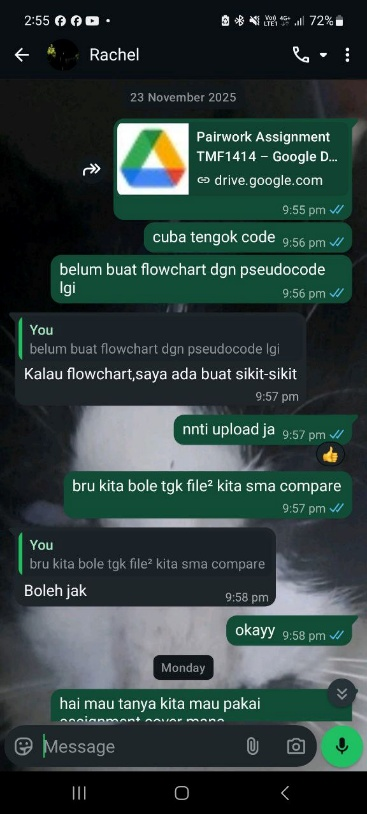 2:55
72%
Rachel
23 November 2025
Pairwork Assignment
TMF1414 – Google D...
drive.google.com
9:55 pm
cuba tengok code 9:56 pm
belum buat flowchart dgn pseudocode
lgi
9:56 pm
You
belum buat flowchart dgn pseudocode lgi
Kalau flowchart,saya ada buat sikit-sikit
9:57 pm
nnti upload ja 9:57 pm
bru kita bole tgk file² kita sma compare
9:57 pm
You
bru kita bole tgk file² kita sma compare
Boleh jak
9:58 pm
okayy 9:58 pm
Monday
hai mau tanya kita mau pakai
assignment cover mana
Message